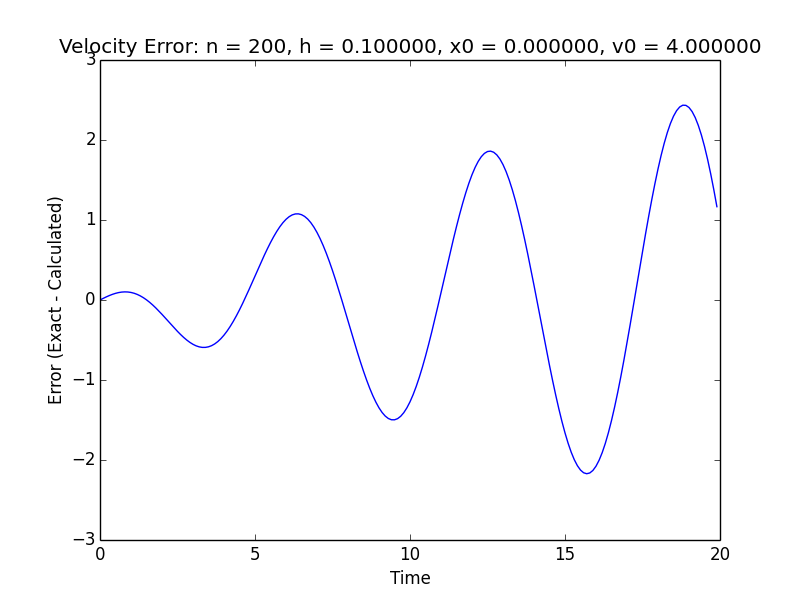 Velocity Error: n = 200, h = 0.100000, x0 = 0.000000, v0 = 4.000000
3
2
1
0
−1
−2
−3
Error (Exact - Calculated)
0 5 10 15 20
Time